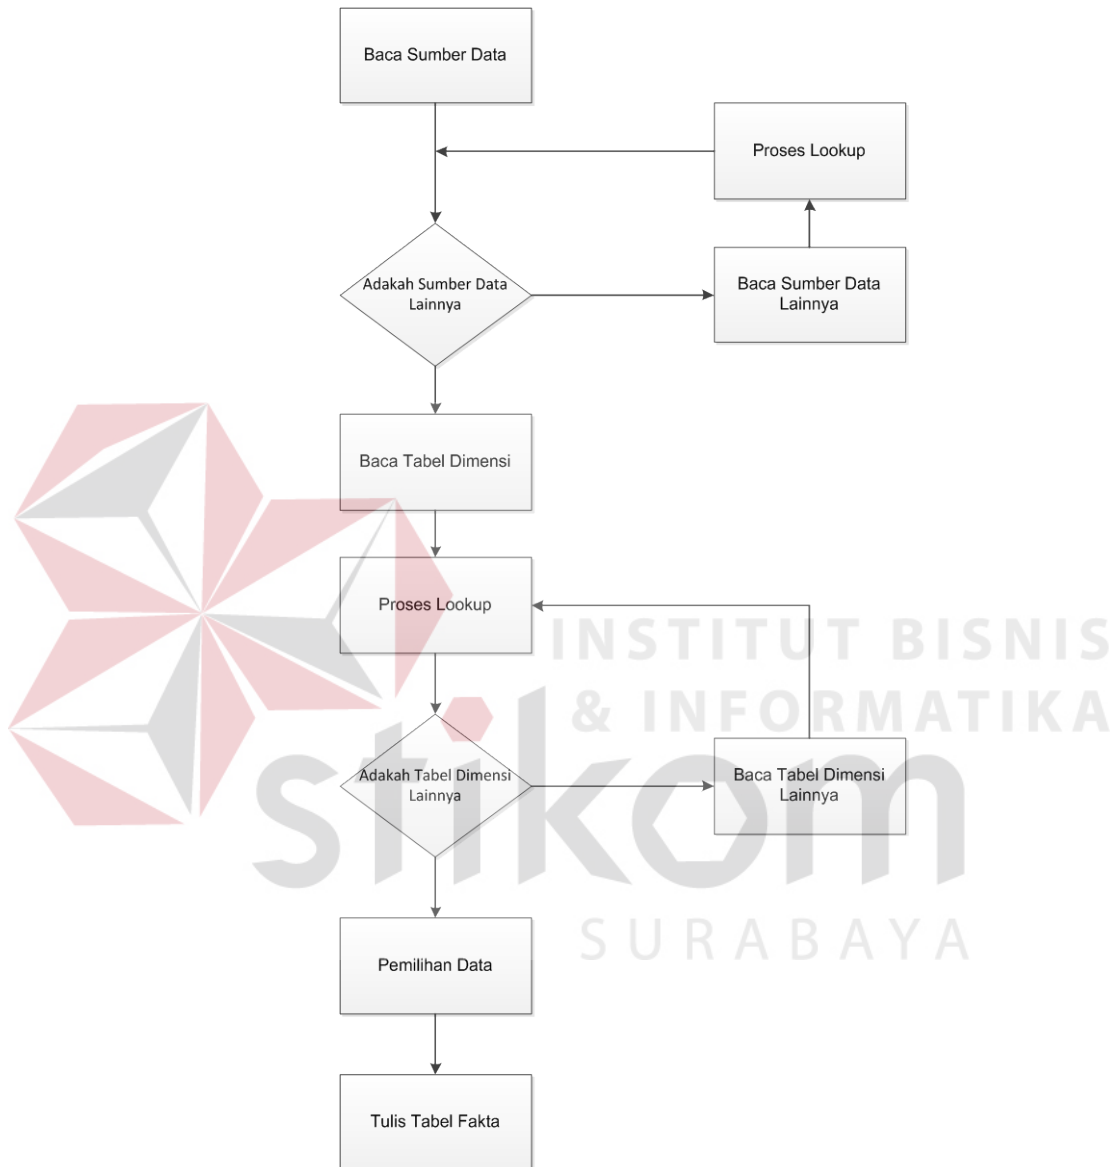 Baca Sumber Data
Proses Lookup
Adakah Sumber Data
Lainnya
Baca Sumber Data
Lainnya
Baca Tabel Dimensi
Proses Lookup
INSTITUT BISNIS
& INFORMATIKA
stikom
SURABAYA
Adakah Tabel Dimensi
Lainnya
Baca Tabel Dimensi
Lainnya
Pemilihan Data
Tulis Tabel Fakta